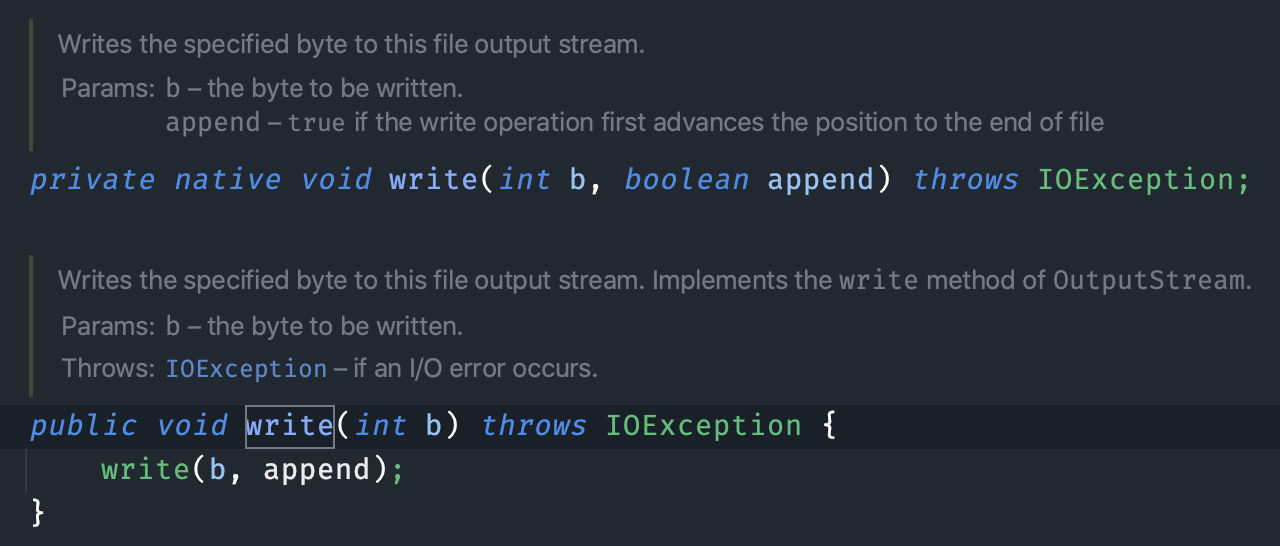 Writes the specified byte to this file output stream.
Params: b – the byte to be written.
append – true if the write operation first advances the position to the end of file
private native void write(int b, boolean append) throws IOException;
Writes the specified byte to this file output stream. Implements the write method of OutputStream.
Params: b – the byte to be written.
Throws: IOException – if an I/O error occurs.
public void write(int b) throws IOException {
write(b, append);
}